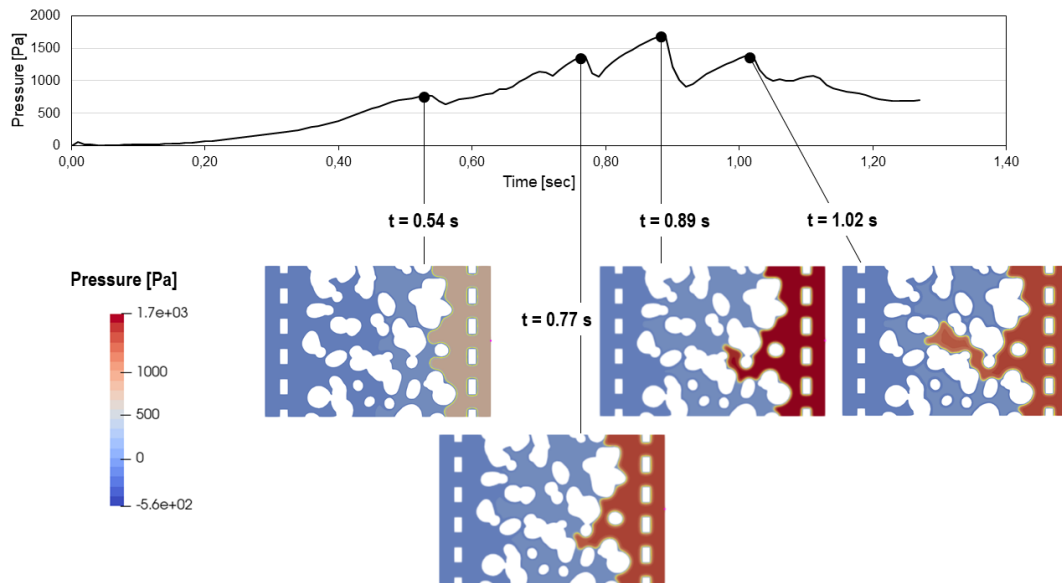 2000
1500
1000
500
0
Pressure [Pa]
0,00 0,20 0,40 0,60 0,80 1,00 1,20 1,40
Time [sec]
t = 0.54 s
t = 0.89 s
t = 1.02 s
Pressure [Pa]
1.7e+03
1000
500
0
-5.6e+02
t = 0.77 s